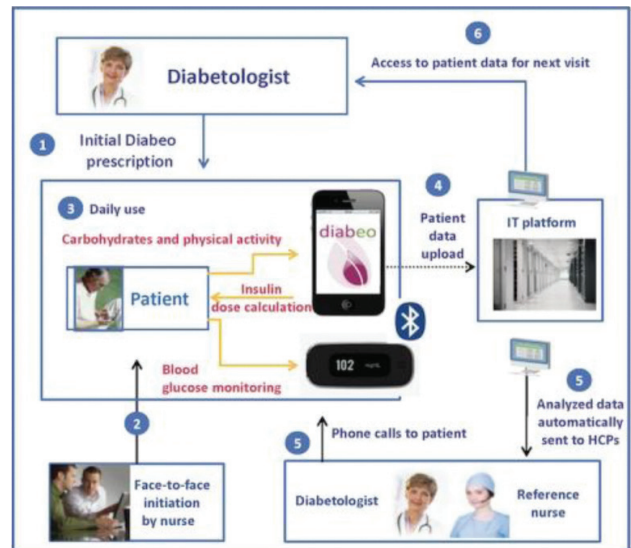 6
Access to patient data for next visit
Diabetologist
1
Initial Diabeo
prescription
3
Daily use
Carbohydrates and physical activity
diabeo
Patient
Insulin
dose calculation
102
Blood
glucose monitoring
4
Patient
data
upload
IT platform
2
Face-to-face
initiation
by nurse
5
Phone calls to patient
5
Analyzed data
automatically
sent to HCPs
Diabetologist
Reference
nurse